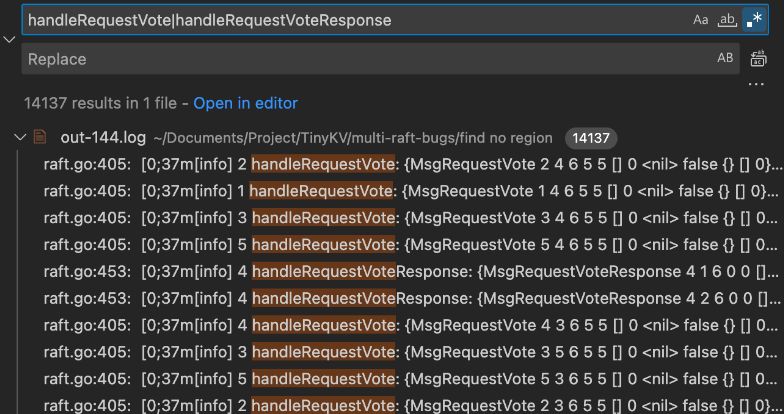 handleRequestVote|handleRequestVoteResponse Aa ab .*
Replace AB
...
14137 results in 1 file - Open in editor
out-144.log ~/Documents/Project/TinyKV/multi-raft-bugs/find no region 14137
raft.go:405: [0;37m[info] 2 handleRequestVote: {MsgRequestVote 2 4 6 5 5 [] 0 <nil> false {} [] 0}...
raft.go:405: [0;37m[info] 1 handleRequestVote: {MsgRequestVote 1 4 6 5 5 [] 0 <nil> false {} [] 0}...
raft.go:405: [0;37m[info] 3 handleRequestVote: {MsgRequestVote 3 4 6 5 5 [] 0 <nil> false {} [] 0...
raft.go:405: [0;37m[info] 5 handleRequestVote: {MsgRequestVote 5 4 6 5 5 [] 0 <nil> false {} [] 0...
raft.go:453: [0;37m[info] 4 handleRequestVoteResponse: {MsgRequestVoteResponse 4 1 6 0 0 []...
raft.go:453: [0;37m[info] 4 handleRequestVoteResponse: {MsgRequestVoteResponse 4 2 6 0 0 []...
raft.go:405: [0;37m[info] 4 handleRequestVote: {MsgRequestVote 4 3 6 5 5 [] 0 <nil> false {} [] 0...
raft.go:405: [0;37m[info] 3 handleRequestVote: {MsgRequestVote 3 5 6 5 5 [] 0 <nil> false {} [] 0...
raft.go:405: [0;37m[info] 5 handleRequestVote: {MsgRequestVote 5 3 6 5 5 [] 0 <nil> false {} [] 0...
raft.go:405: [0;37m[info] 2 handleRequestVote: {MsgRequestVote 2 3 6 5 5 [] 0 <nil> false {} [] 0}...